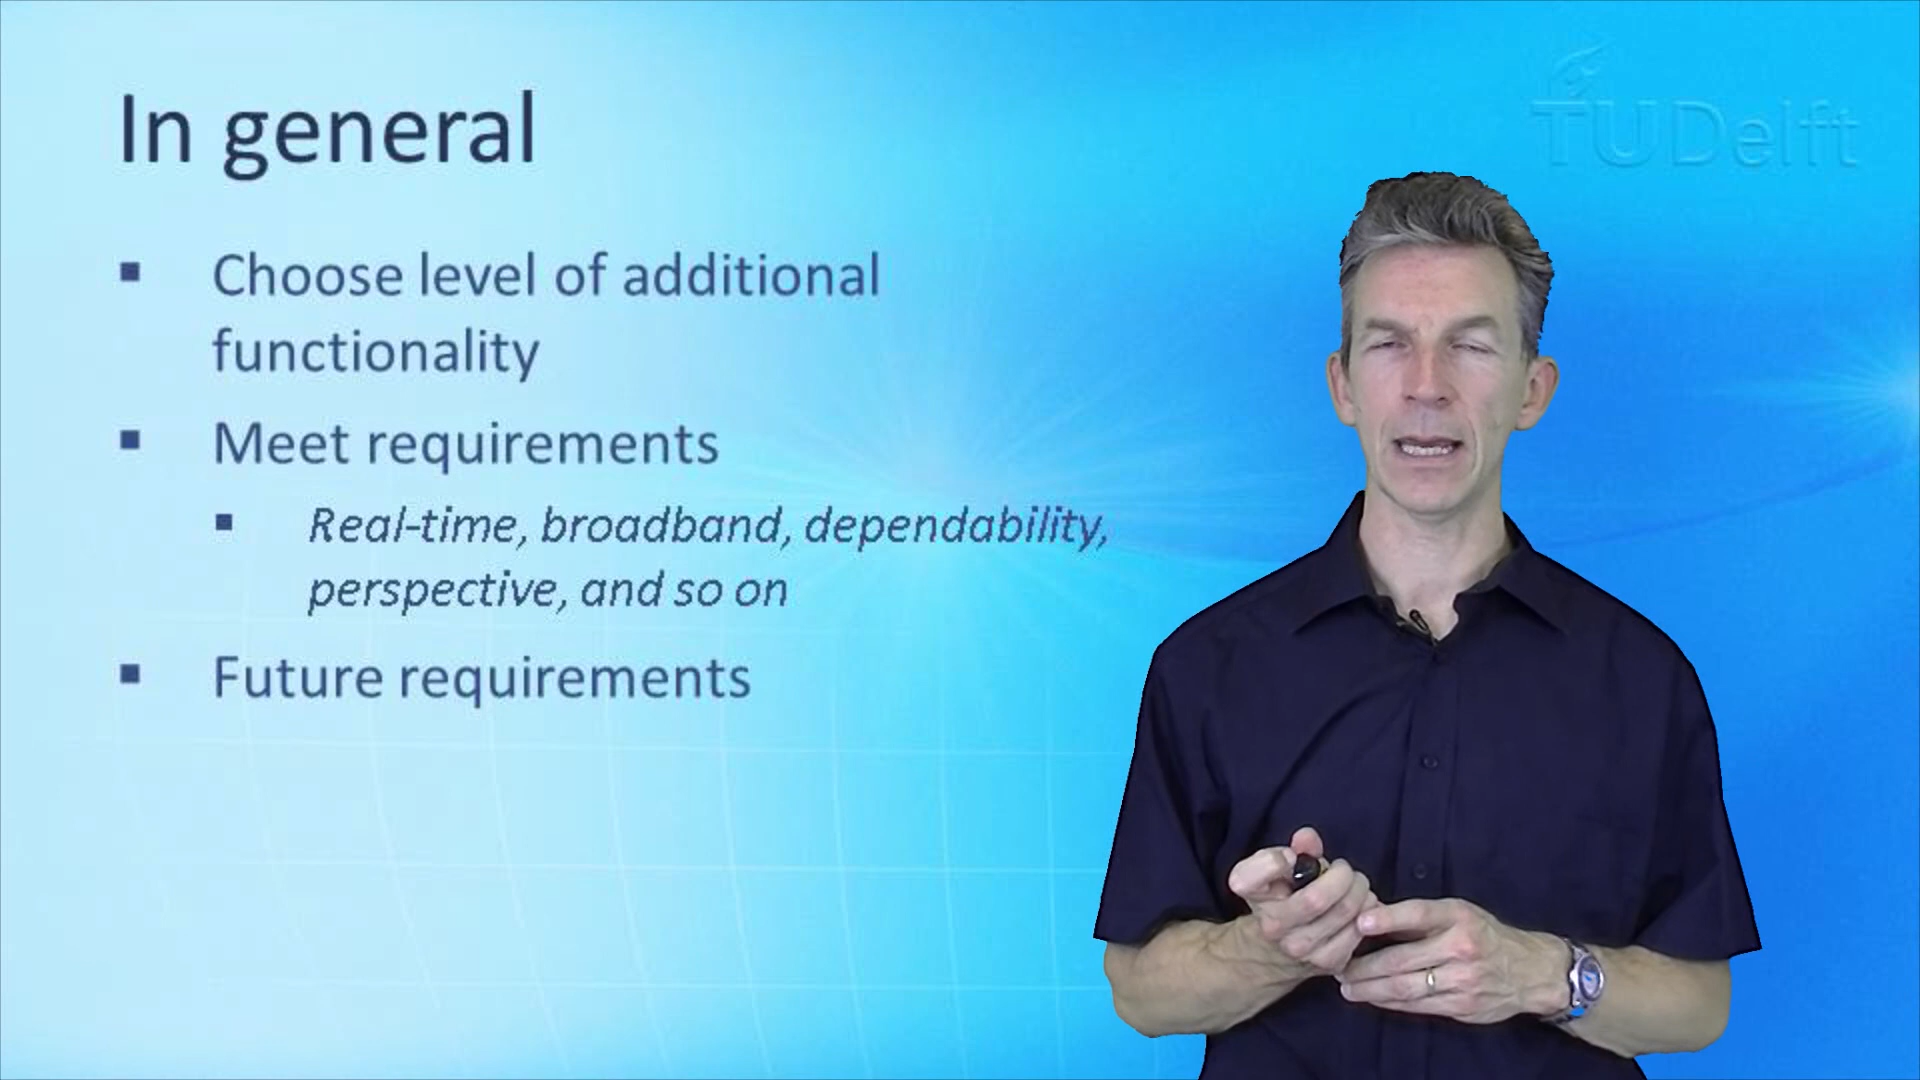 TUDelft
In general
▪ Choose level of additional
functionality
▪ Meet requirements
▪ Real-time, broadband, dependability,
perspective, and so on
▪ Future requirements